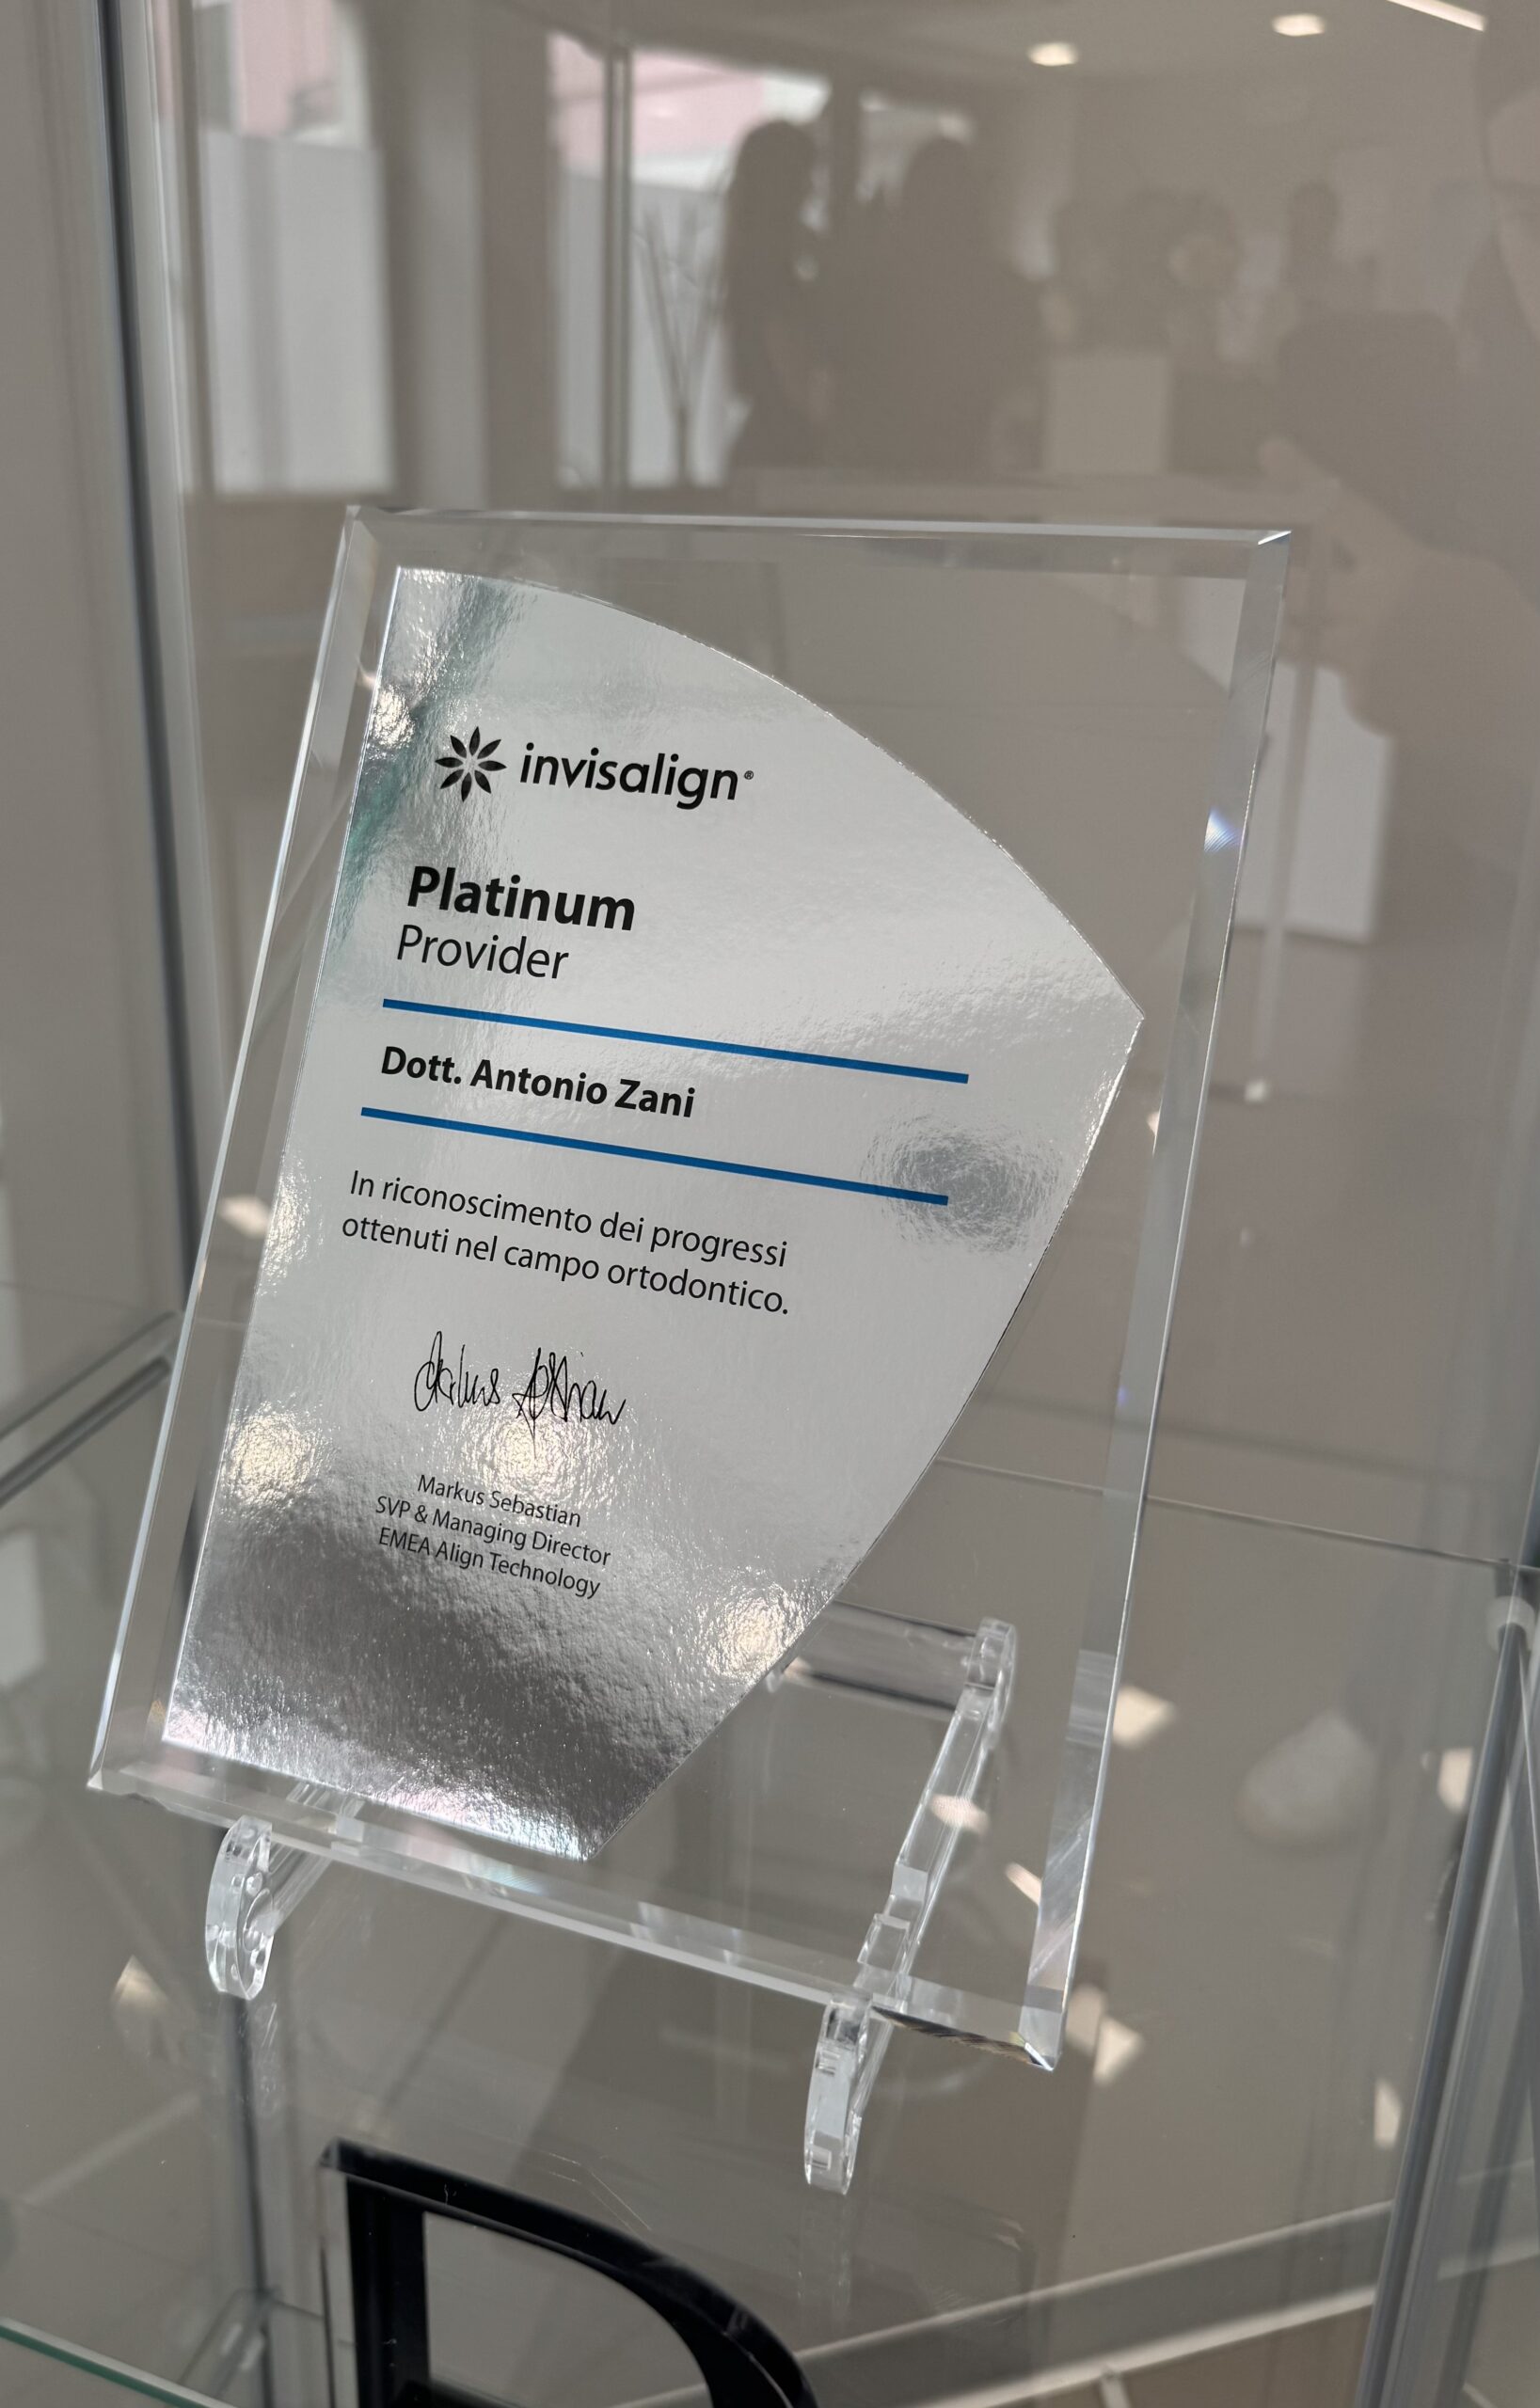 invisalign®
Platinum
Provider
Dott. Antonio Zani
In riconoscimento dei progressi
ottenuti nel campo ortodontico.
Markus Sebastian
SVP & Managing Director
EMEA Align Technology